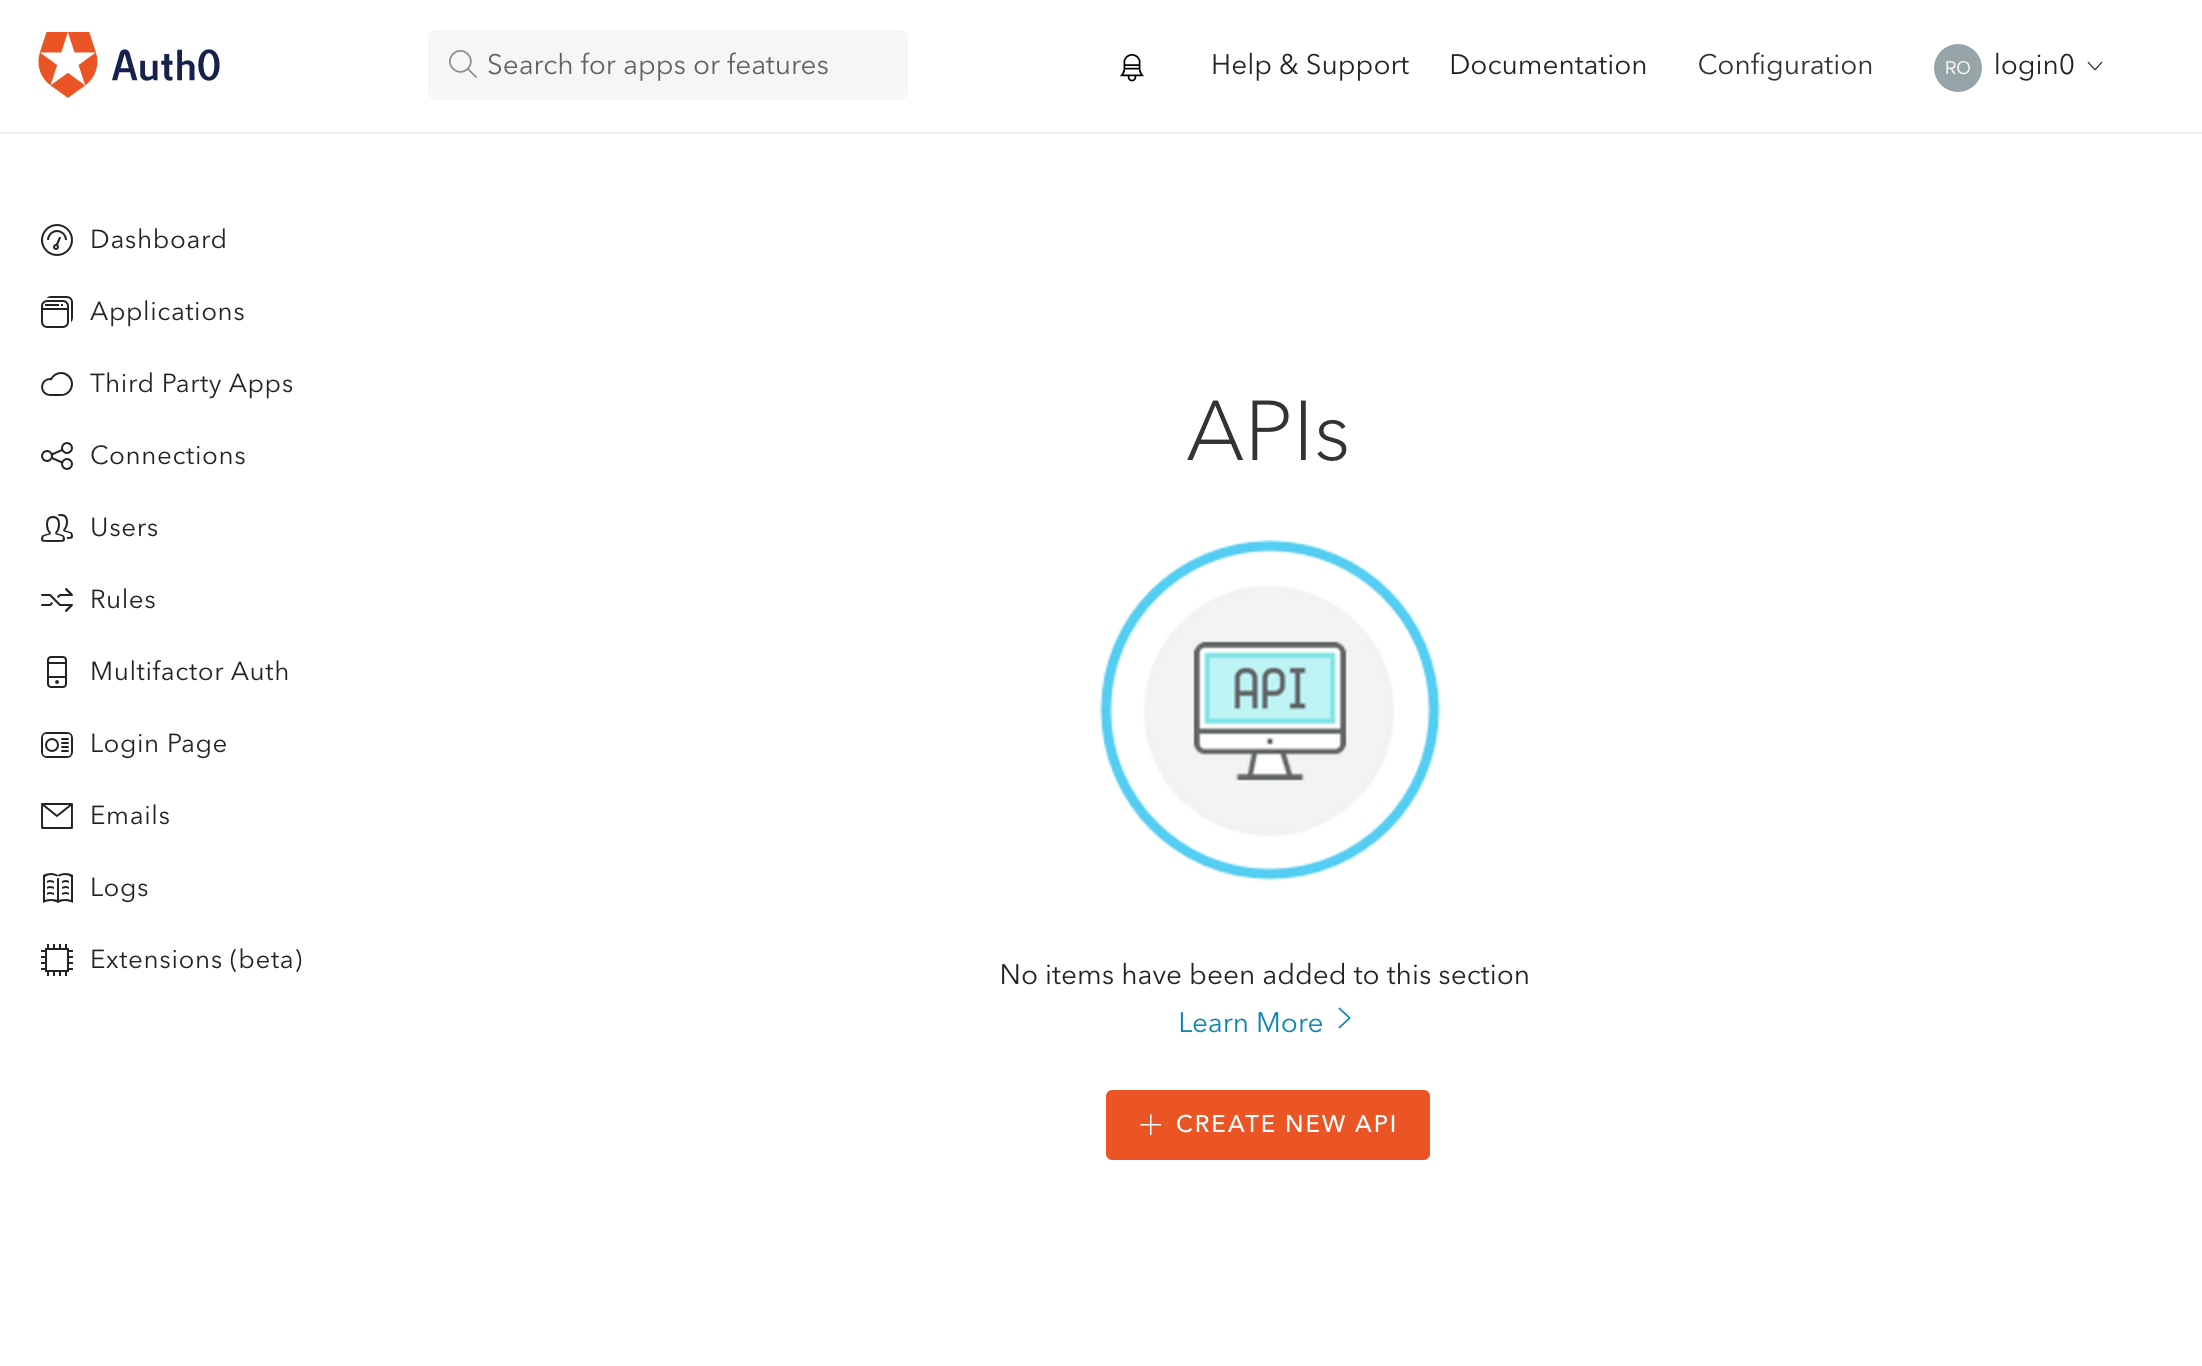 Auth0
Search for apps or features
Help & Support
Documentation
Configuration
RO
login0
Dashboard
Applications
Third Party Apps
Connections
Users
Rules
Multifactor Auth
Login Page
Emails
Logs
Extensions (beta)
APIs
API
No items have been added to this section
Learn More
CREATE NEW API